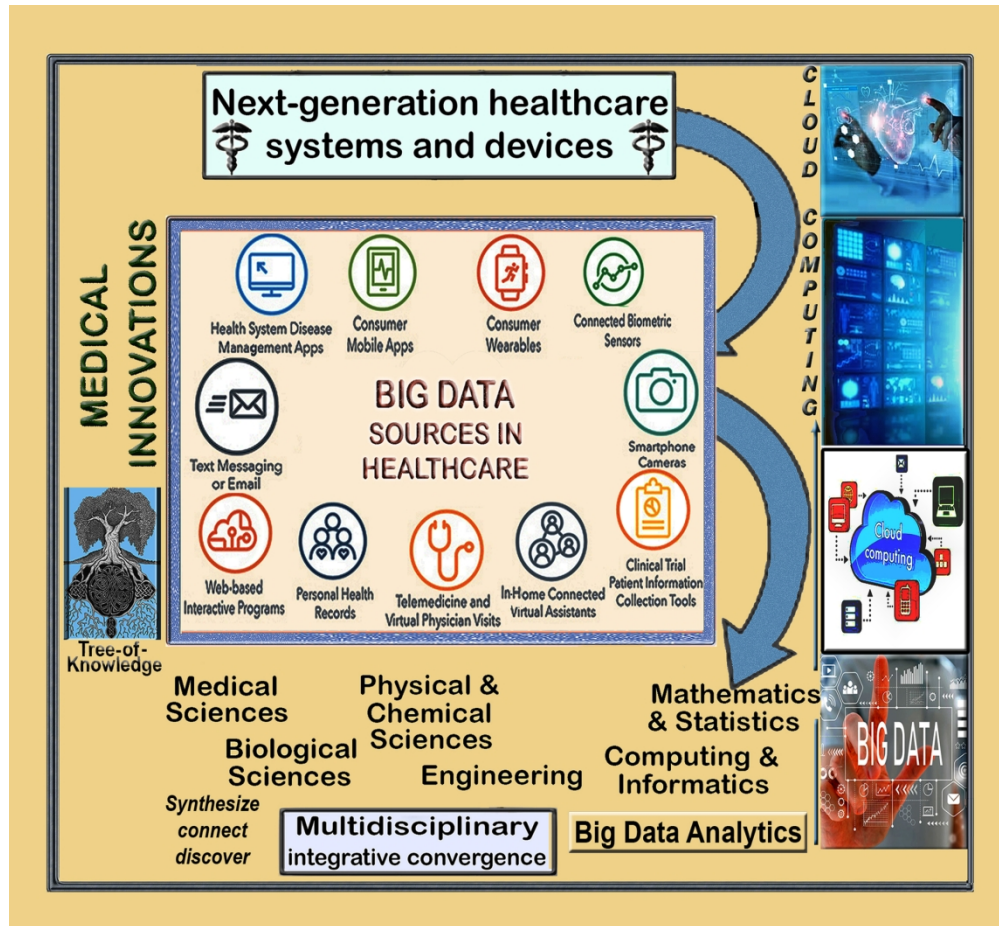 Next-generation healthcare
systems and devices
CLOUD COMPUTING
MEDICAL
INNOVATIONS
Health System Disease
Management Apps
Consumer
Mobile Apps
Consumer
Wearables
Connected Biometric
Sensors
BIG DATA
SOURCES IN
HEALTHCARE
Text Messaging
or Email
Smartphone
Cameras
Web-based
Interactive Programs
Personal Health
Records
Telemedicine and
Virtual Physician Visits
In-Home Connected
Virtual Assistants
Clinical Trial
Patient Information
Collection Tools
Cloud
computing
Tree-of-
Knowledge
Medical
Sciences
Physical &
Chemical
Sciences
Mathematics
& Statistics
Biological
Sciences
Engineering
Computing &
Informatics
BIG DATA
Synthesize
connect
discover
Multidisciplinary
integrative convergence
Big Data Analytics